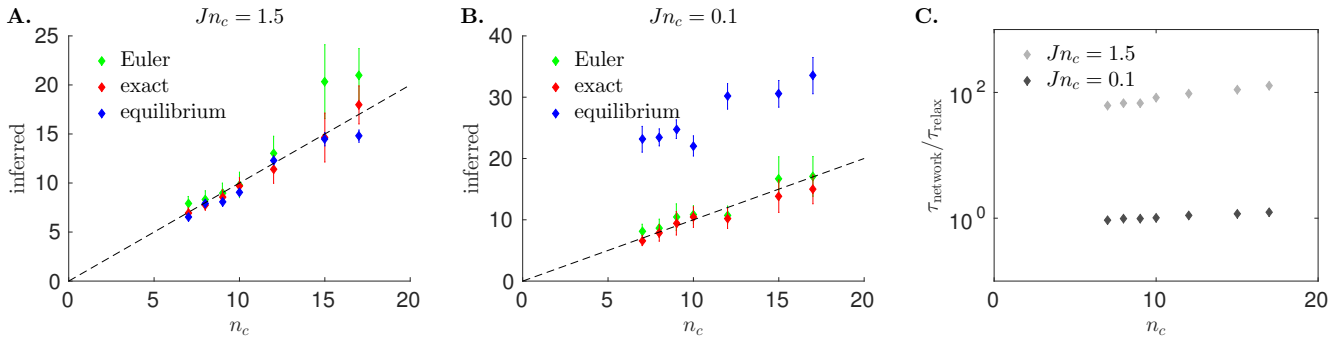 A.
Jn_c = 1.5
inferred
25
20
15
10
5
0
Euler
exact
equilibrium
0 5 10 15 20
n_c
B.
Jn_c = 0.1
inferred
40
30
20
10
0
Euler
exact
equilibrium
0 5 10 15 20
n_c
C.
τ_network/τ_relax
10^2
10^0
Jn_c = 1.5
Jn_c = 0.1
0 10 20
n_c